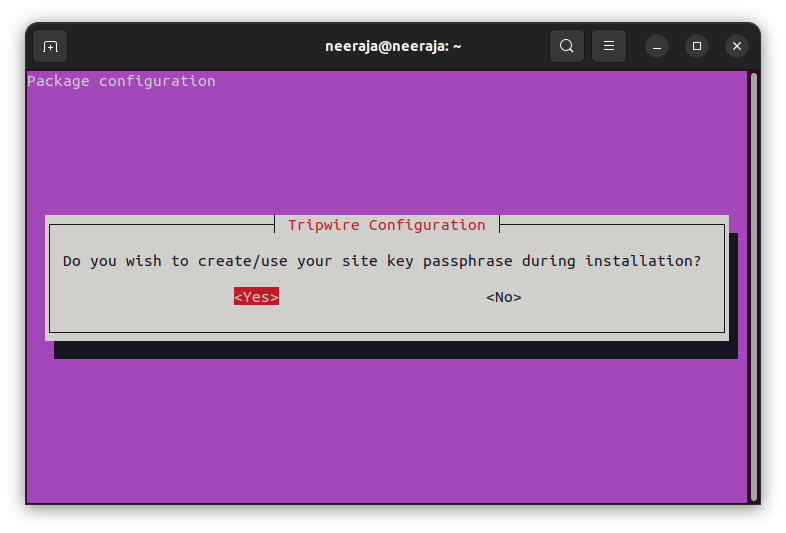 neeraja@neeraja: ~
Package configuration
Tripwire Configuration
Do you wish to create/use your site key passphrase during installation?
<Yes> <No>